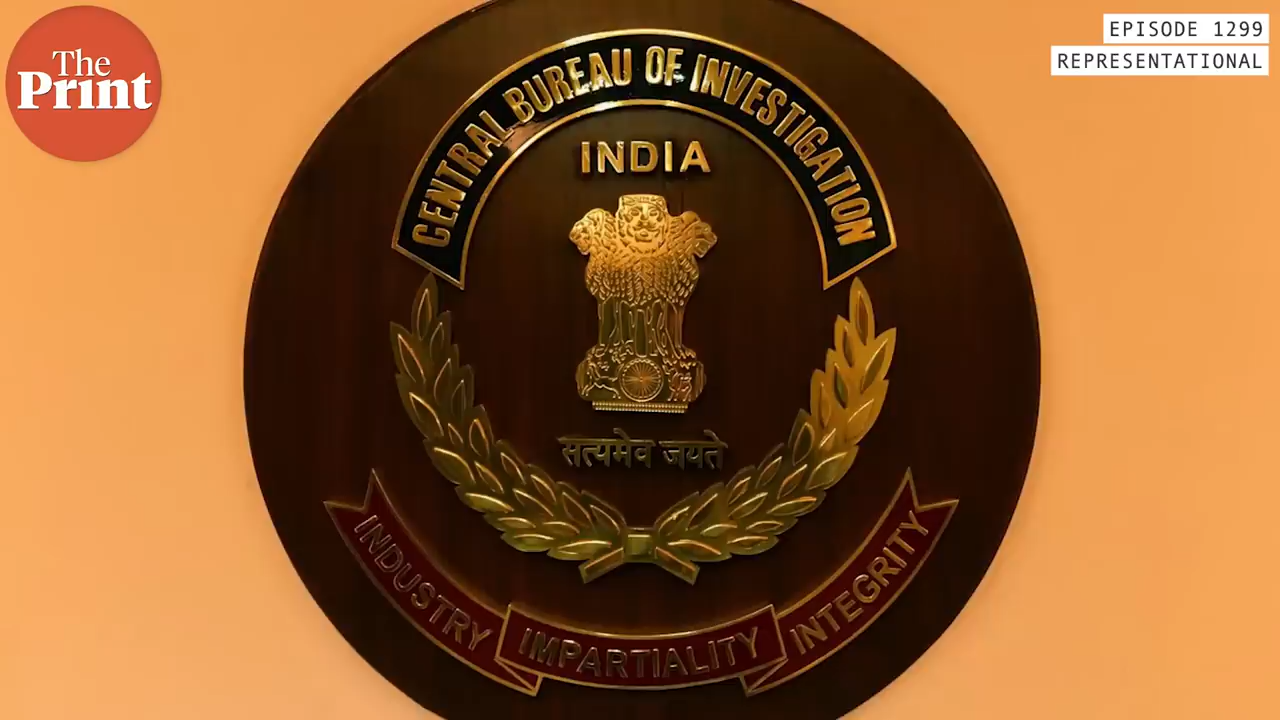 The
Print
EPISODE 1299
REPRESENTATIONAL
CENTRAL BUREAU OF INVESTIGATION
INDIA
सत्यमेव जयते
INDUSTRY IMPARTIALITY INTEGRITY